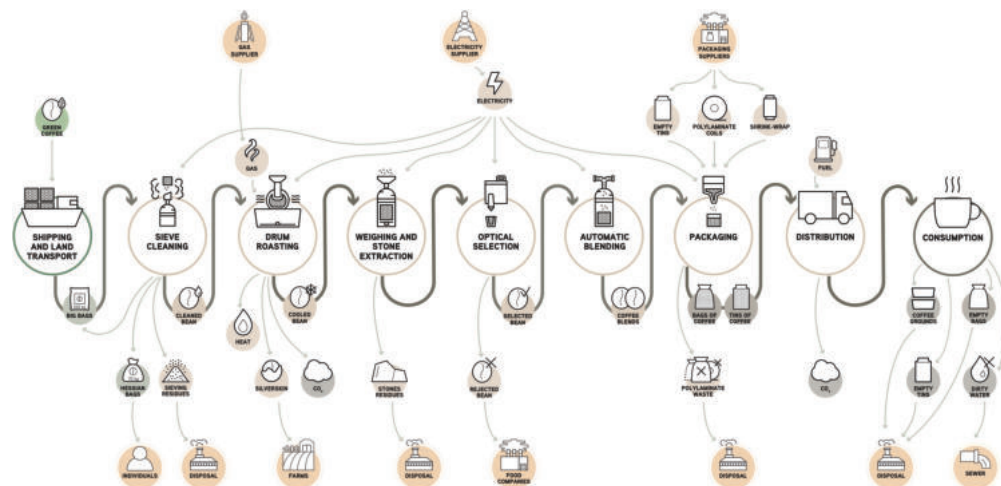 GAS
SUPPLIER
ELECTRICITY
SUPPLIER
PACKAGING
SUPPLIERS
GREEN
COFFEE
ELECTRICITY
EMPTY
TINS
POLYLAMINATE
COILS
SHRINK-WRAP
GAS
FUEL
SHIPPING
AND LAND
TRANSPORT
SIEVE
CLEANING
DRUM
ROASTING
WEIGHING AND
STONE
EXTRACTION
OPTICAL
SELECTION
AUTOMATIC
BLENDING
PACKAGING
DISTRIBUTION
CONSUMPTION
BIG BAGS
CLEANED
BEAN
COOLED
BEAN
SELECTED
BEAN
COFFEE
BLENDS
BAGS OF
COFFEE
TINS OF
COFFEE
COFFEE
GROUNDS
EMPTY
BAGS
HEAT
HESSIAN
BAGS
SIEVING
RESIDUES
SILVERSKIN
CO₂
STONES
RESIDUES
REJECTED
BEAN
POLYLAMINATE
WASTE
CO₂
EMPTY
TINS
DIRTY
WATER
INDIVIDUALS
DISPOSAL
FARMS
DISPOSAL
FOOD
COMPANIES
DISPOSAL
DISPOSAL
SEWER